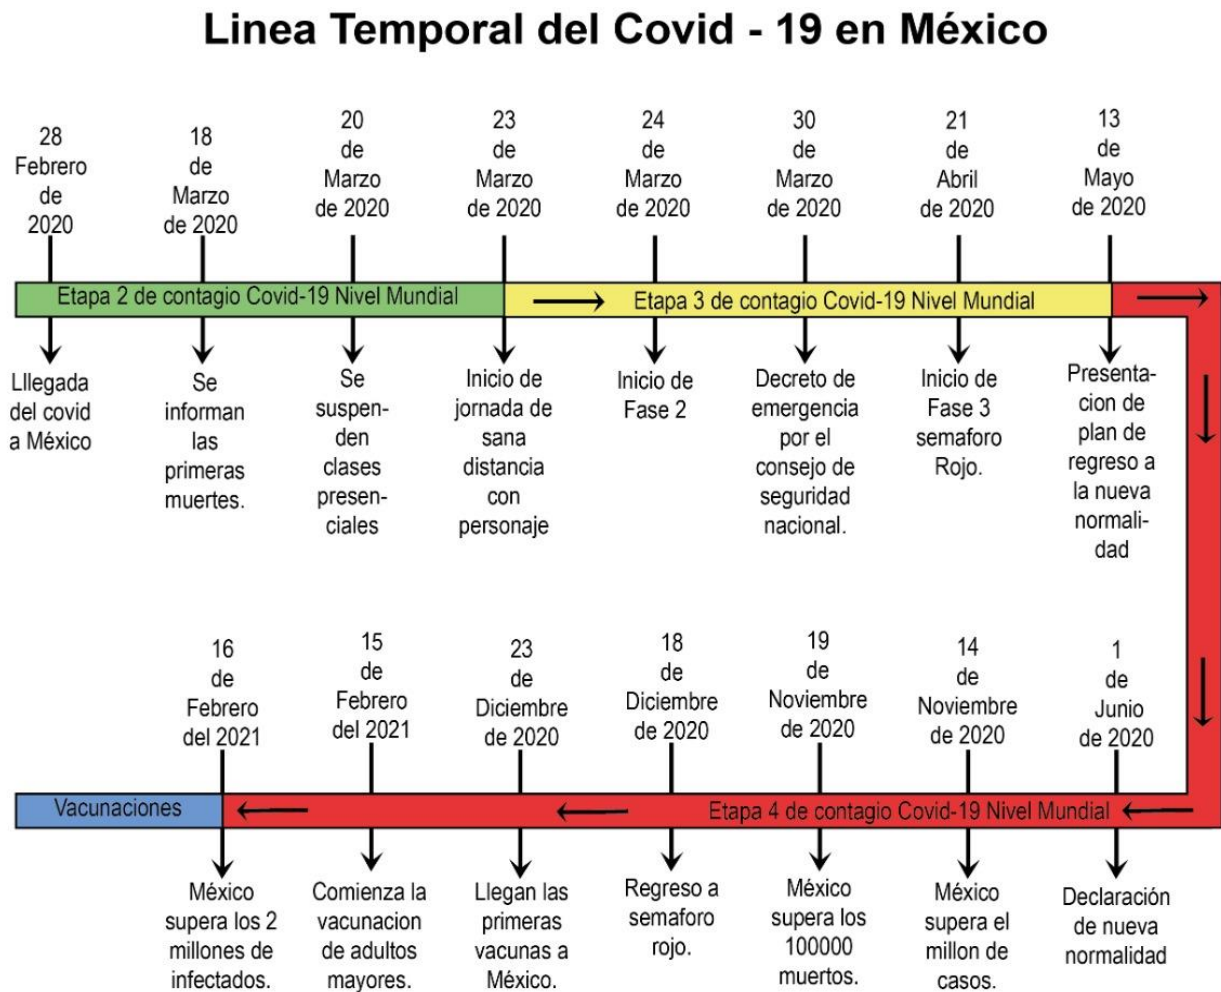 Linea Temporal del Covid - 19 en México
28
Febrero
de
2020
18
de
Marzo
de 2020
20
de
Marzo
de 2020
23
de
Marzo
de 2020
24
de
Marzo
de 2020
30
de
Marzo
de 2020
21
de
Abril
de 2020
13
de
Mayo
de 2020
Etapa 2 de contagio Covid-19 Nivel Mundial
Etapa 3 de contagio Covid-19 Nivel Mundial
Lllegada
del covid
a México
Se
informan
las
primeras
muertes.
Se
suspen-
den
clases
presen-
ciales
Inicio de
jornada de
sana
distancia
con
personaje
Inicio de
Fase 2
Decreto de
emergencia
por el
consejo de
seguridad
nacional.
Inicio de
Fase 3
semaforo
Rojo.
Presenta-
cion de
plan de
regreso a
la nueva
normali-
dad
16
de
Febrero
del 2021
15
de
Febrero
del 2021
23
de
Diciembre
de 2020
18
de
Diciembre
de 2020
19
de
Noviembre
de 2020
14
de
Noviembre
de 2020
1
de
Junio
de 2020
Vacunaciones
Etapa 4 de contagio Covid-19 Nivel Mundial
México
supera los 2
millones de
infectados.
Comienza la
vacunacion
de adultos
mayores.
Llegan las
primeras
vacunas a
México.
Regreso a
semaforo
rojo.
México
supera los
100000
muertos.
México
supera el
millon de
casos.
Declaración
de nueva
normalidad